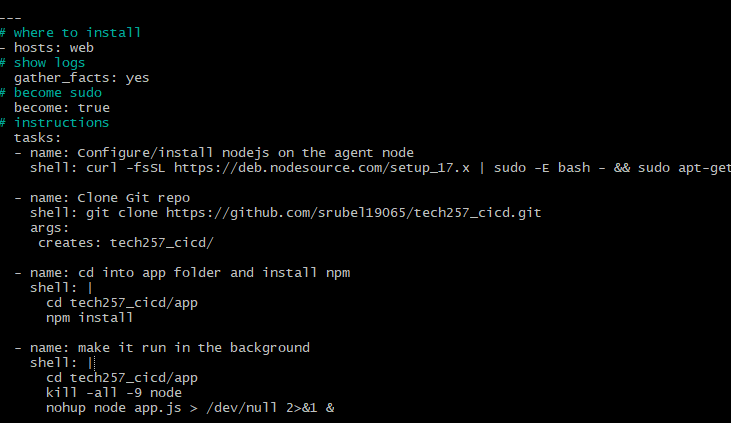 ---
# where to install
- hosts: web
# show logs
  gather_facts: yes
# become sudo
  become: true
# instructions
  tasks:
  - name: Configure/install nodejs on the agent node
    shell: curl -fsSL https://deb.nodesource.com/setup_17.x | sudo -E bash - && sudo apt-get
  - name: Clone Git repo
    shell: git clone https://github.com/srubel19065/tech257_cicd.git
    args:
     creates: tech257_cicd/
  - name: cd into app folder and install npm
    shell: |
      cd tech257_cicd/app
      npm install
  - name: make it run in the background
    shell: |
      cd tech257_cicd/app
      kill -all -9 node
      nohup node app.js > /dev/null 2>&1 &